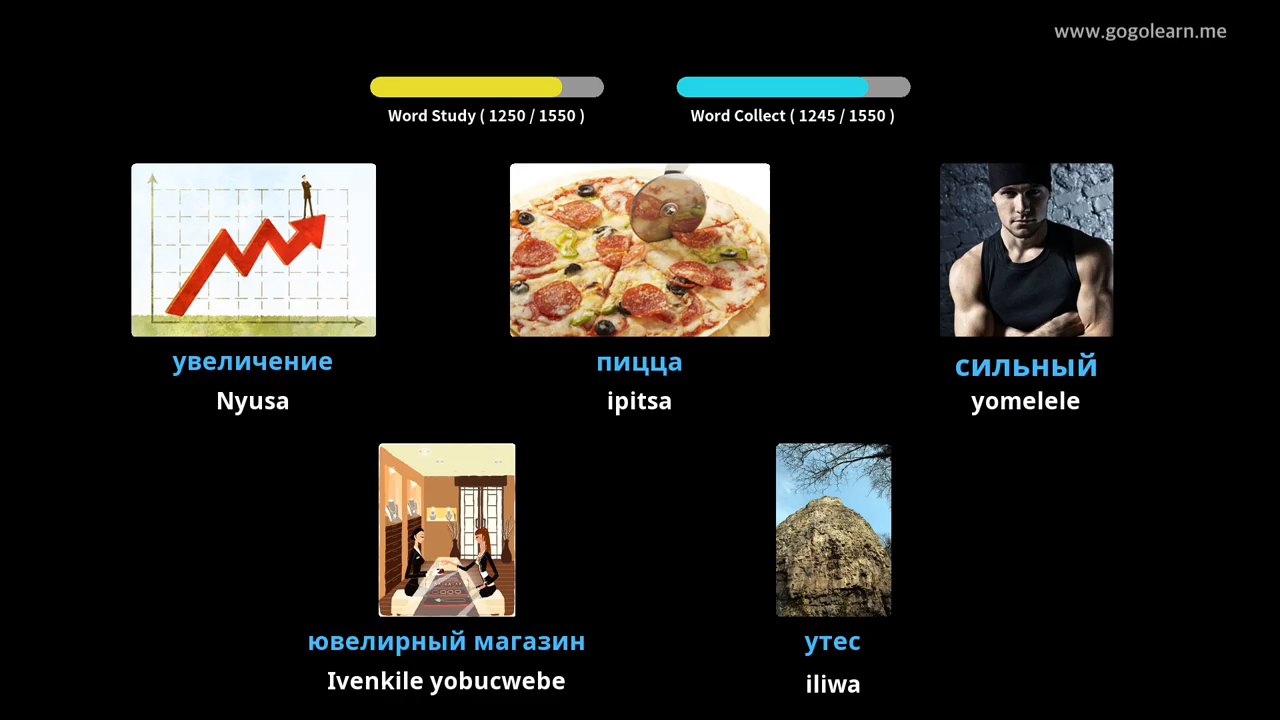 www.gogolearn.me
Word Study ( 1250 / 1550 )
Word Collect ( 1245 / 1550 )
увеличение
Nyusa
пицца
ipitsa
сильный
yomelele
ювелирный магазин
Ivenkile yobucwebe
утес
iliwa